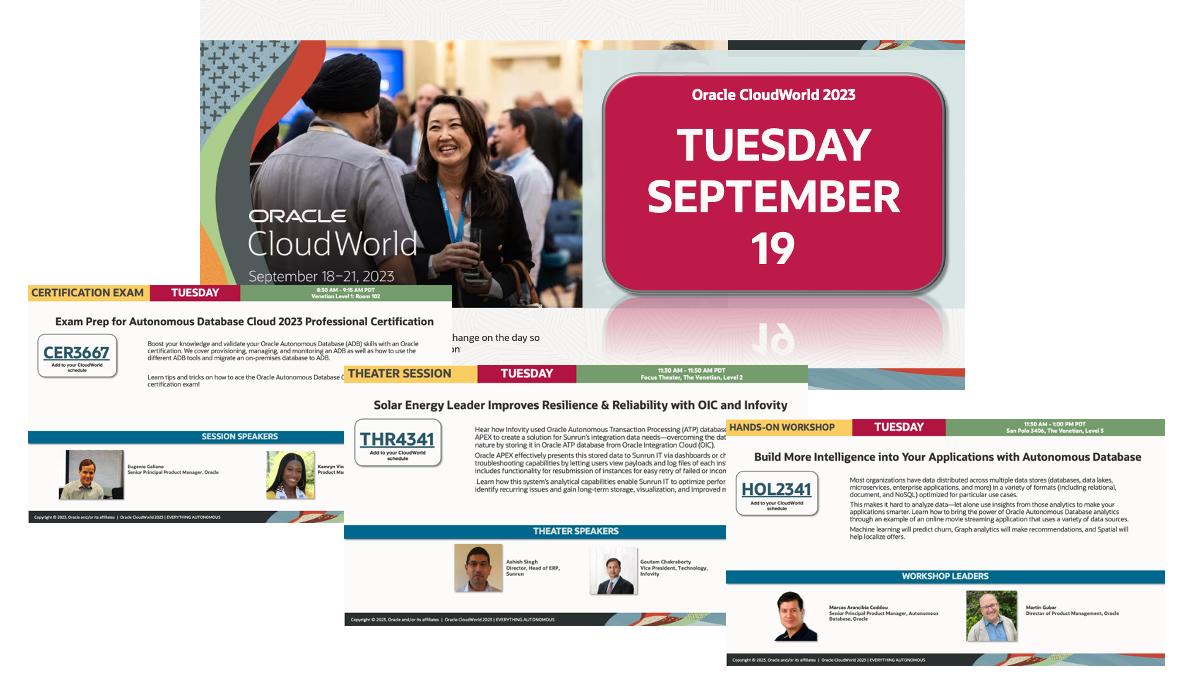 Oracle CloudWorld 2023
TUESDAY
SEPTEMBER
19
ORACLE
CloudWorld
September 18–21, 2023
change on the day so
on
CERTIFICATION EXAM
TUESDAY
8:30 AM - 9:15 AM PDT
Venetian Level 1: Room 102
Exam Prep for Autonomous Database Cloud 2023 Professional Certification
CER3667
Add to your CloudWorld
schedule
Boost your knowledge and validate your Oracle Autonomous Database (ADB) skills with an Oracle
certification. We cover provisioning, managing, and monitoring an ADB as well as how to use the
different ADB tools and migrate an on-premises database to ADB.
Learn tips and tricks on how to ace the Oracle Autonomous Database
certification exam!
SESSION SPEAKERS
Eugenio Galiano
Senior Principal Product Manager, Oracle
Kamryn
Principal Product
Copyright © 2023, Oracle and/or its affiliates | Oracle CloudWorld 2023 | EVERYTHING AUTONOMOUS
THEATER SESSION
TUESDAY
11:30 AM - 11:50 AM PDT
Focus Theater, The Venetian, Level 2
Solar Energy Leader Improves Resilience & Reliability with OIC and Infovity
THR4341
Add to your CloudWorld
schedule
Hear how Infovity used Oracle Autonomous Transaction Processing (ATP) database
APEX to create a solution for Sunrun's integration data needs—overcoming the
nature by storing it in Oracle ATP database from Oracle Integration Cloud (OIC).
Oracle APEX effectively presents this stored data to Sunrun IT via dashboards or
troubleshooting capabilities by letting users view payloads and log files of each
includes functionality for resubmission of instances for easy retry of failed or
Learn how this system's analytical capabilities enable Sunrun IT to optimize
identify recurring issues and gain long-term storage, visualization, and improved
THEATER SPEAKERS
Ashish Singh
Director, Head of ERP,
Sunrun
Goutam Chakraborty
Vice President, Technology,
Infovity
Copyright © 2023, Oracle and/or its affiliates | Oracle CloudWorld 2023 | EVERYTHING AUTONOMOUS
HANDS-ON WORKSHOP
TUESDAY
11:30 AM - 1:00 PM PDT
San Polo 3406, The Venetian, Level 3
Build More Intelligence into Your Applications with Autonomous Database
HOL2341
Add to your CloudWorld
schedule
Most organizations have data distributed across multiple data stores (databases, data lakes,
microservices, enterprise applications, and more) in a variety of formats (including relational,
document, and NoSQL) optimized for particular use cases.
This makes it hard to analyze data—let alone use insights from those analytics to make your
applications smarter. Learn how to bring the power of Oracle Autonomous Database analytics
through an example of an online movie streaming application that uses a variety of data sources.
Machine learning will predict churn, Graph analytics will make recommendations, and Spatial will
help localize offers.
WORKSHOP LEADERS
Marcos Arancibia Coddou
Senior Principal Product Manager, Autonomous
Database, Oracle
Martin Gubar
Director of Product Management, Oracle
Copyright © 2023, Oracle and/or its affiliates | Oracle CloudWorld 2023 | EVERYTHING AUTONOMOUS